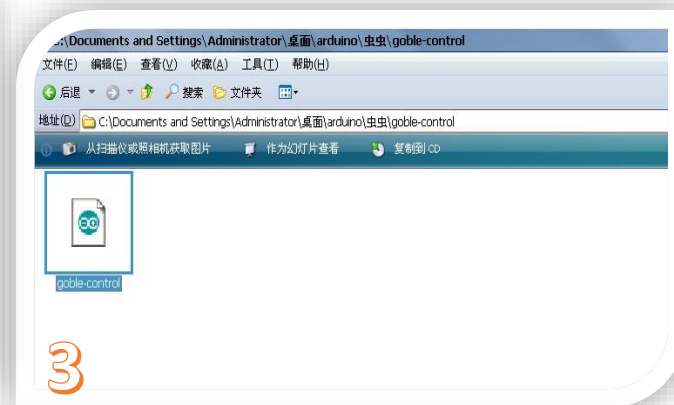 :\Documents and Settings\Administrator\桌面\arduino\虫虫\goble-control
文件(F) 编辑(E) 查看(V) 收藏(A) 工具(T) 帮助(H)
后退 搜索 文件夹
地址(D) C:\Documents and Settings\Administrator\桌面\arduino\虫虫\goble-control
从扫描仪或照相机获取图片 作为幻灯片查看 复制到 CD
goble-control
3